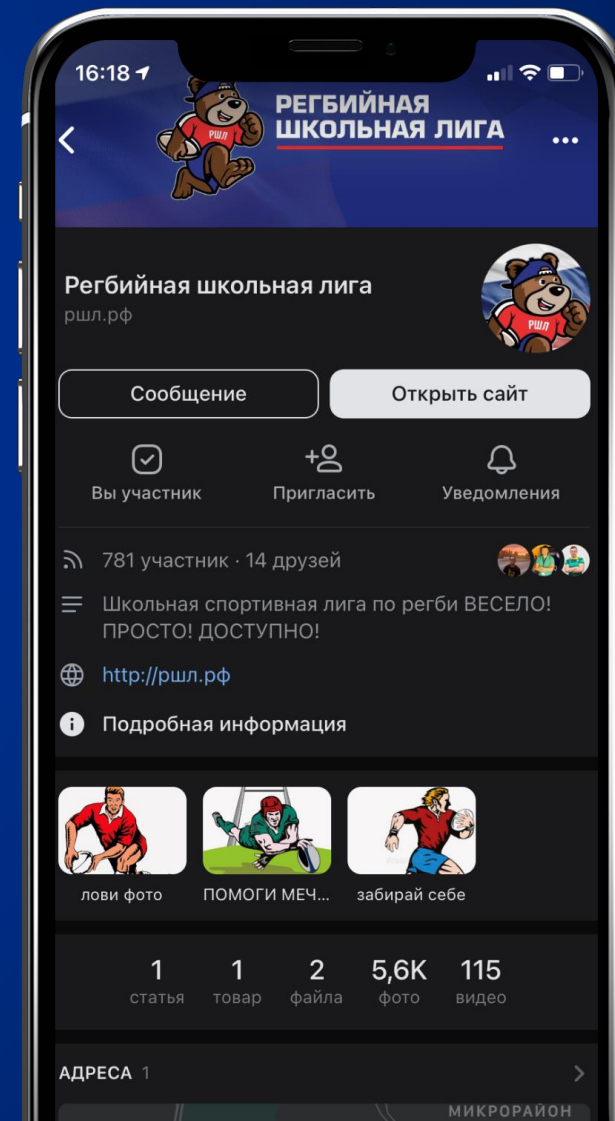 16:18
РЕГБИЙНАЯ
ШКОЛЬНАЯ ЛИГА
РШЛ
Регбийная школьная лига
ршл.рф
РШЛ
Сообщение
Открыть сайт
Вы участник
Пригласить
Уведомления
781 участник · 14 друзей
Школьная спортивная лига по регби ВЕСЕЛО!
ПРОСТО! ДОСТУПНО!
http://ршл.рф
Подробная информация
лови фото
ПОМОГИ МЕЧ...
забирай себе
1
статья
1
товар
2
файла
5,6K
фото
115
видео
АДРЕСА 1
МИКРОРАЙОН